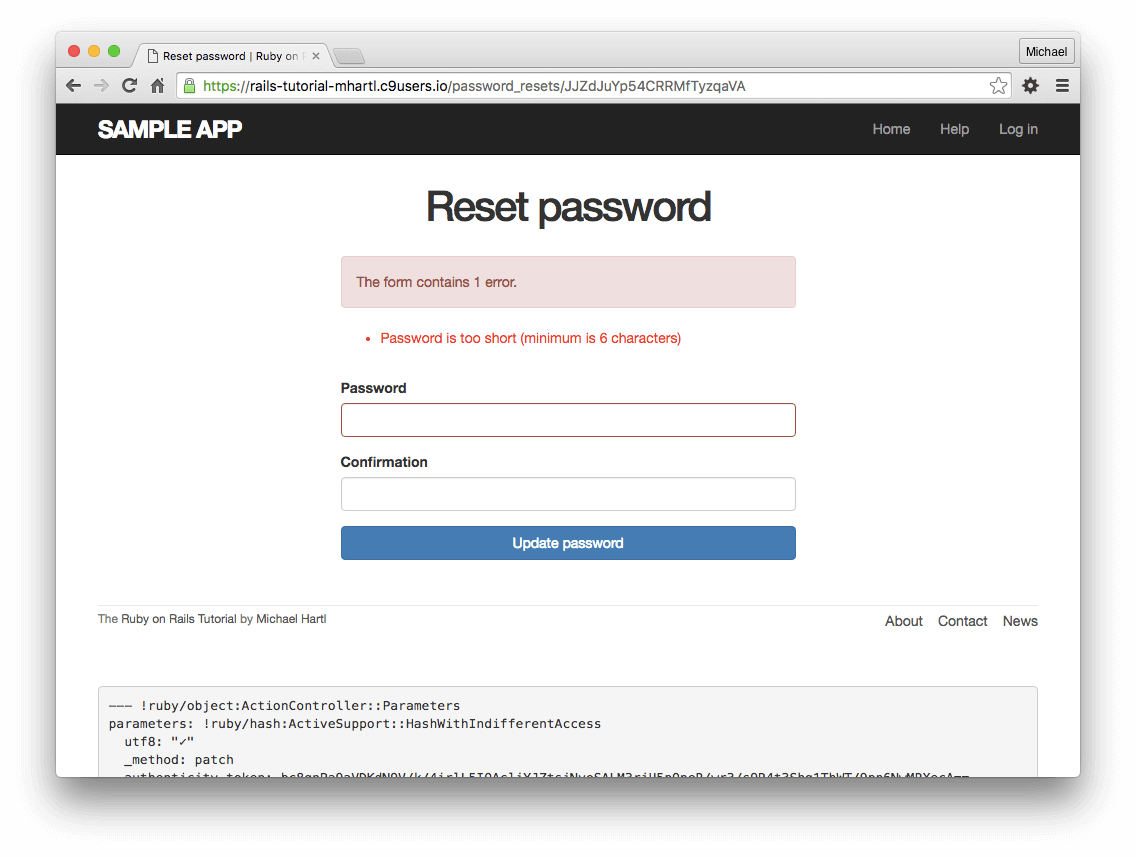 Reset password | Ruby on
Michael
https://rails-tutorial-mhartl.c9users.io/password_resets/JJZdJuYp54CRRMfTyzqaVA
SAMPLE APP
Home Help Log in
Reset password
The form contains 1 error.
• Password is too short (minimum is 6 characters)
Password
Confirmation
Update password
The Ruby on Rails Tutorial by Michael Hartl
About Contact News
--- !ruby/object:ActionController::Parameters
parameters: !ruby/hash:ActiveSupport::HashWithIndifferentAccess
utf8: "✓"
_method: patch
authenticity_token: